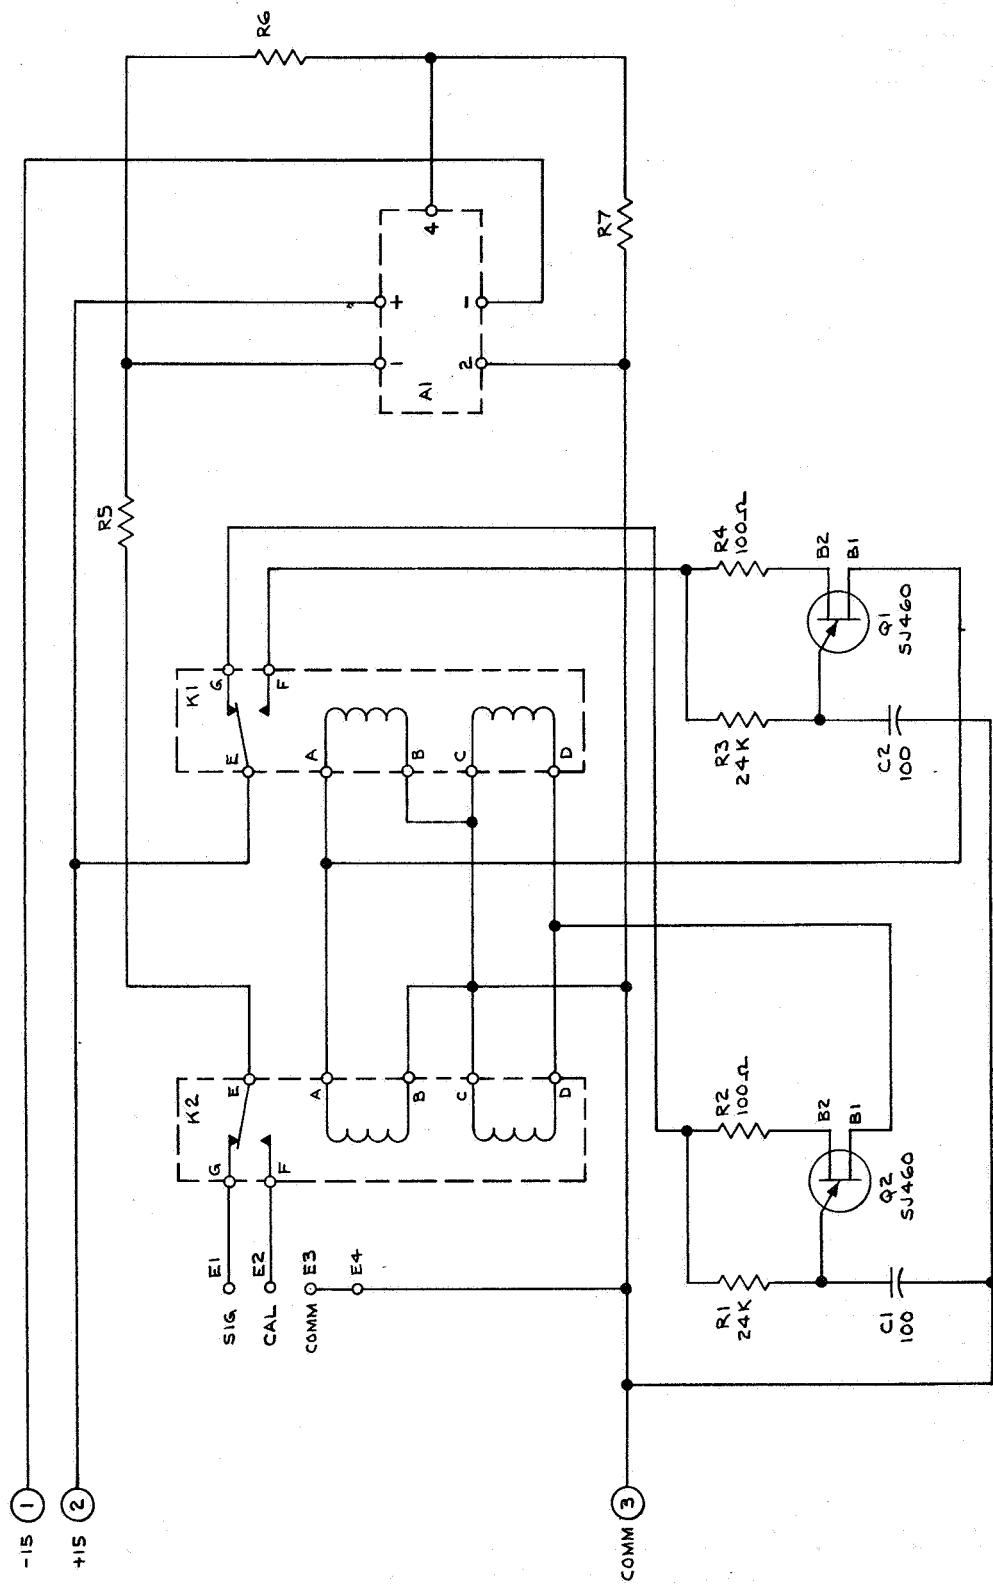 -15 1
+15 2
COMM 3
SIG E1
CAL E2
COMM E3
E4
K2
G
F
E
A
B
C
D
K1
E
A
B
C
D
G
F
R5
R6
R7
A1
-
+
2
1
4
R1
24K
C1
100
R2
100Ω
B2
B1
Q2
SJ460
R3
24K
C2
100
R4
100Ω
B2
B1
Q1
SJ460